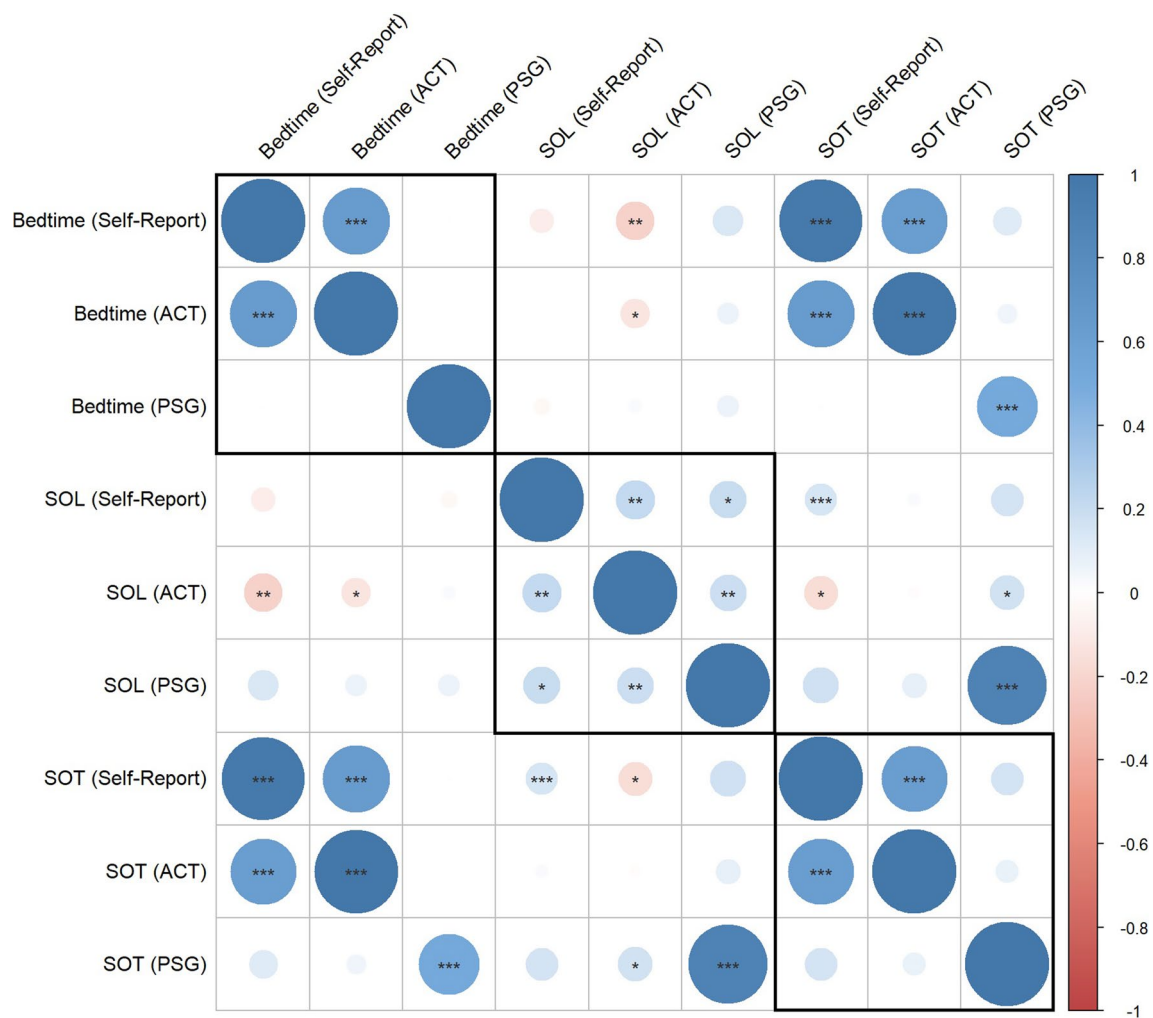 Bedtime (Self-Report)
Bedtime (ACT)
Bedtime (PSG)
SOL (Self-Report)
SOL (ACT)
SOL (PSG)
SOT (Self-Report)
SOT (ACT)
SOT (PSG)
Bedtime (Self-Report) *** ** *** ***
Bedtime (ACT) *** * *** ***
Bedtime (PSG) ***
SOL (Self-Report) ** * ***
SOL (ACT) ** * ** ** * *
SOL (PSG) * ** ***
SOT (Self-Report) *** *** *** * ***
SOT (ACT) *** *** ***
SOT (PSG) *** * ***
1
0.8
0.6
0.4
0.2
0
-0.2
-0.4
-0.6
-0.8
-1